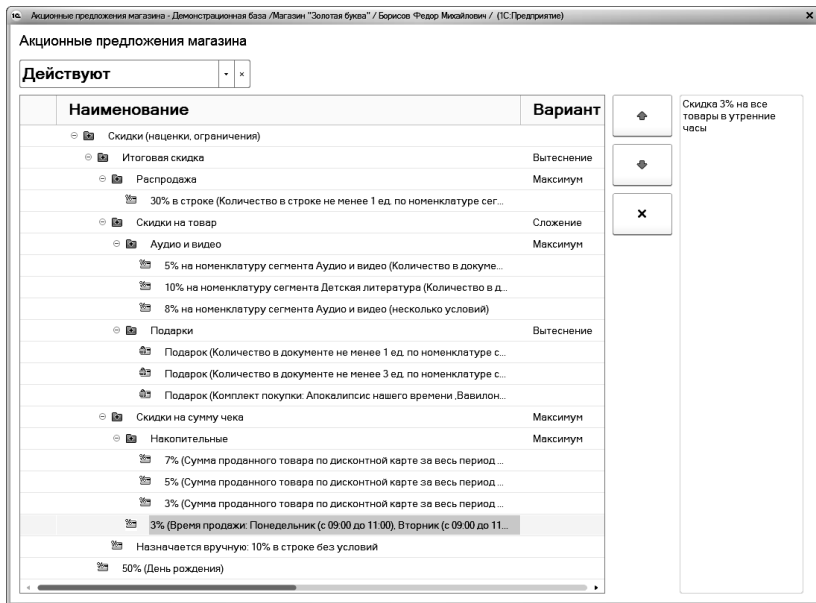 Акционные предложения магазина - Демонстрационная база /Магазин "Золотая буква" / Борисов Федор Михайлович / (1С:Предприятие)
Акционные предложения магазина
Действуют
Наименование Вариант
Скидки (наценки, ограничения)
Итоговая скидка Вытеснение
Распродажа Максимум
30% в строке (Количество в строке не менее 1 ед. по номенклатуре сег...
Скидки на товар Сложение
Аудио и видео Максимум
5% на номенклатуру сегмента Аудио и видео (Количество в докуме...
10% на номенклатуру сегмента Детская литература (Количество в д...
8% на номенклатуру сегмента Аудио и видео (несколько условий)
Подарки Вытеснение
Подарок (Количество в документе не менее 1 ед. по номенклатуре с...
Подарок (Количество в документе не менее 3 ед. по номенклатуре с...
Подарок (Комплект покупки: Апокалипсис нашего времени ,Вавилон...
Скидки на сумму чека Максимум
Накопительные Максимум
7% (Сумма проданного товара по дисконтной карте за весь период ...
5% (Сумма проданного товара по дисконтной карте за весь период ...
3% (Сумма проданного товара по дисконтной карте за весь период ...
3% (Время продажи: Понедельник (с 09:00 до 11:00), Вторник (с 09:00 до 11...
Назначается вручную: 10% в строке без условий
50% (День рождения)
Скидка 3% на все
товары в утренние
часы